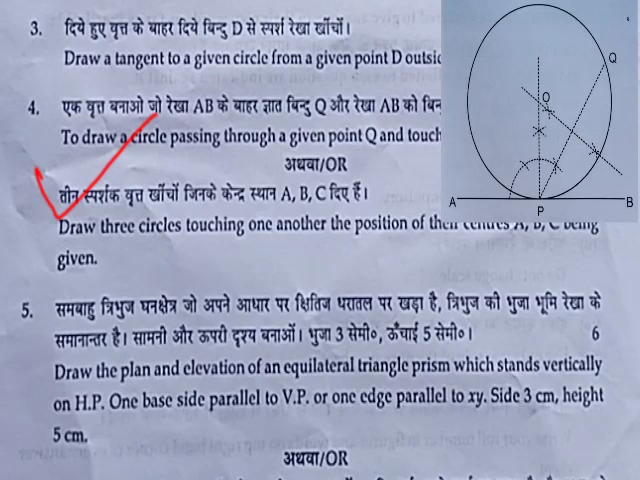 3. दिये हुए वृत्त के बाहर दिये बिन्दु D से स्पर्श रेखा खींचों।
Draw a tangent to a given circle from a given point D outsid
4. एक वृत्त बनाओ जो रेखा AB के बाहर ज्ञात बिन्दु Q और रेखा AB को बिन
To draw a circle passing through a given point Q and touch
अथवा/OR
तीन स्पर्शक वृत्त खींचों जिनके केन्द्र स्थान A, B, C दिए हैं।
Draw three circles touching one another the position of their centres A, B, C being
given.
5. समबाहु त्रिभुज घनक्षेत्र जो अपने आधार पर क्षितिज धरातल पर खड़ा है, त्रिभुज की भुजा भूमि रेखा के
समानान्तर है। सामनी और ऊपरी दृश्य बनाओं। भुजा 3 सेमी०, ऊँचाई 5 सेमी०। 6
Draw the plan and elevation of an equilateral triangle prism which stands vertically
on H.P. One base side parallel to V.P. or one edge parallel to xy. Side 3 cm, height
5 cm.
अथवा/OR
Q
O
A
P
B